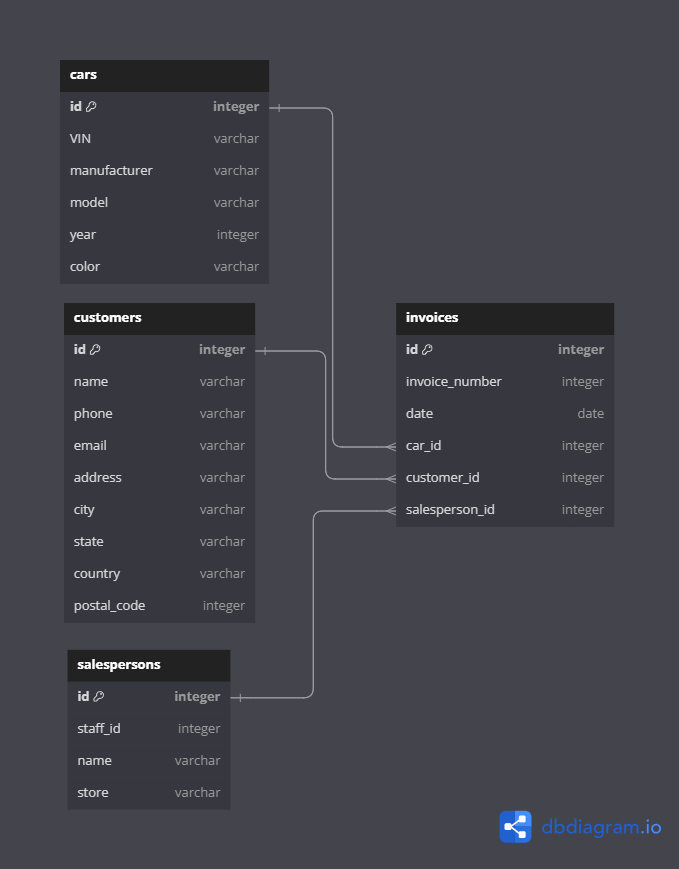 cars
id integer
VIN varchar
manufacturer varchar
model varchar
year integer
color varchar
customers
id integer
name varchar
phone varchar
email varchar
address varchar
city varchar
state varchar
country varchar
postal_code integer
invoices
id integer
invoice_number integer
date date
car_id integer
customer_id integer
salesperson_id integer
salespersons
id integer
staff_id integer
name varchar
store varchar
dbdiagram.io